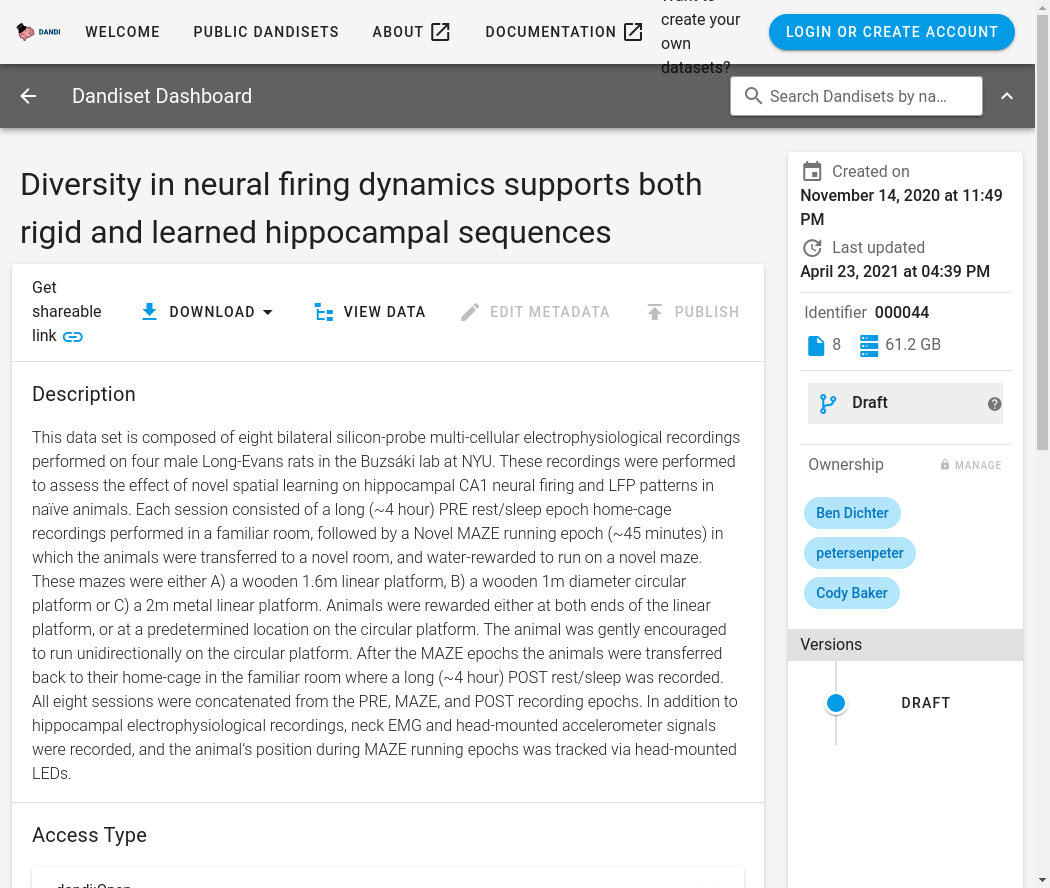 DANDI
WELCOME
PUBLIC DANDISETS
ABOUT
DOCUMENTATION
create your
own
datasets?
LOGIN OR CREATE ACCOUNT
Dandiset Dashboard
Search Dandisets by na...
Diversity in neural firing dynamics supports both
rigid and learned hippocampal sequences
Get
shareable
link
DOWNLOAD
VIEW DATA
EDIT METADATA
PUBLISH
Description
This data set is composed of eight bilateral silicon-probe multi-cellular electrophysiological recordings
performed on four male Long-Evans rats in the Buzsáki lab at NYU. These recordings were performed
to assess the effect of novel spatial learning on hippocampal CA1 neural firing and LFP patterns in
naïve animals. Each session consisted of a long (~4 hour) PRE rest/sleep epoch home-cage
recordings performed in a familiar room, followed by a Novel MAZE running epoch (~45 minutes) in
which the animals were transferred to a novel room, and water-rewarded to run on a novel maze.
These mazes were either A) a wooden 1.6m linear platform, B) a wooden 1m diameter circular
platform or C) a 2m metal linear platform. Animals were rewarded either at both ends of the linear
platform, or at a predetermined location on the circular platform. The animal was gently encouraged
to run unidirectionally on the circular platform. After the MAZE epochs the animals were transferred
back to their home-cage in the familiar room where a long (~4 hour) POST rest/sleep was recorded.
All eight sessions were concatenated from the PRE, MAZE, and POST recording epochs. In addition to
hippocampal electrophysiological recordings, neck EMG and head-mounted accelerometer signals
were recorded, and the animal’s position during MAZE running epochs was tracked via head-mounted
LEDs.
Access Type
Created on
November 14, 2020 at 11:49
PM
Last updated
April 23, 2021 at 04:39 PM
Identifier 000044
8
61.2 GB
Draft
Ownership
MANAGE
Ben Dichter
petersenpeter
Cody Baker
Versions
DRAFT